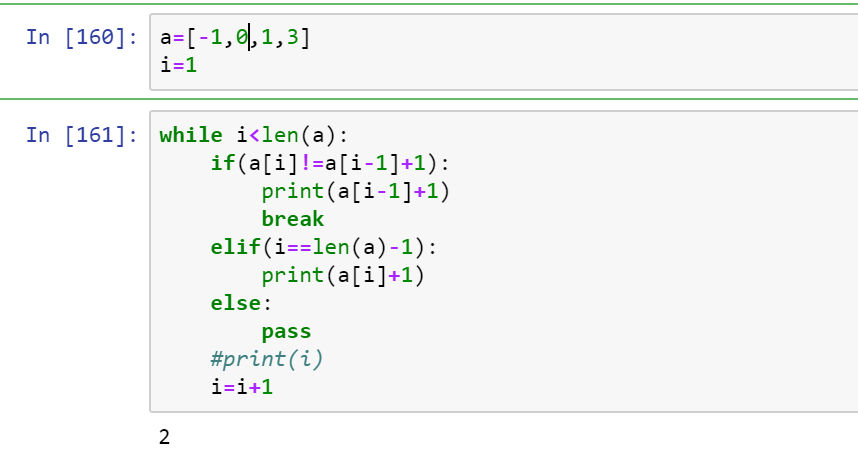 In [160]: a=[-1,0,1,3]
i=1
In [161]: while i<len(a):
    if(a[i]!=a[i-1]+1):
        print(a[i-1]+1)
        break
    elif(i==len(a)-1):
        print(a[i]+1)
    else:
        pass
    #print(i)
    i=i+1
2